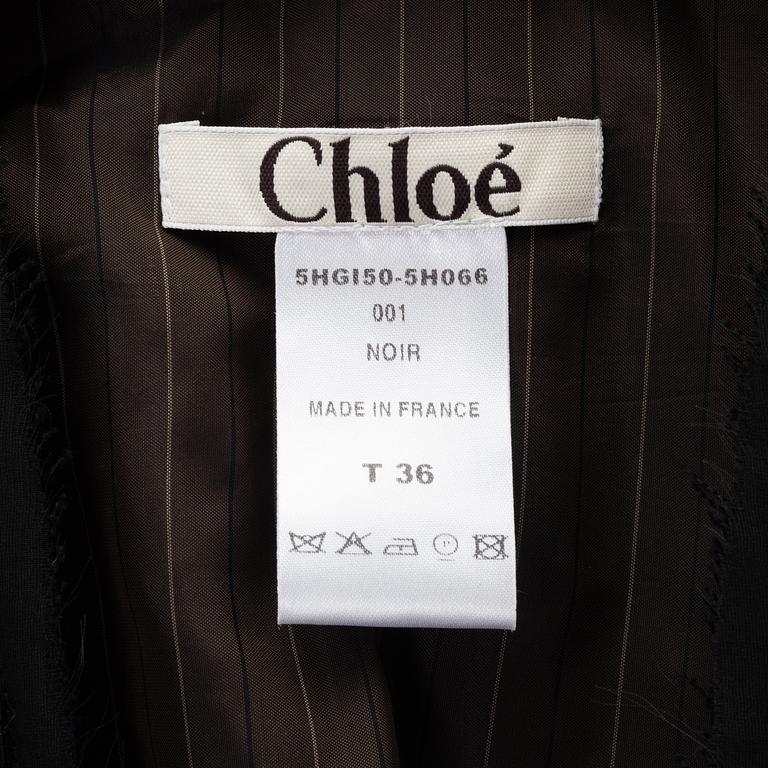 Chloé
5HGI50-5H066
001
NOIR
MADE IN FRANCE
T 36
P